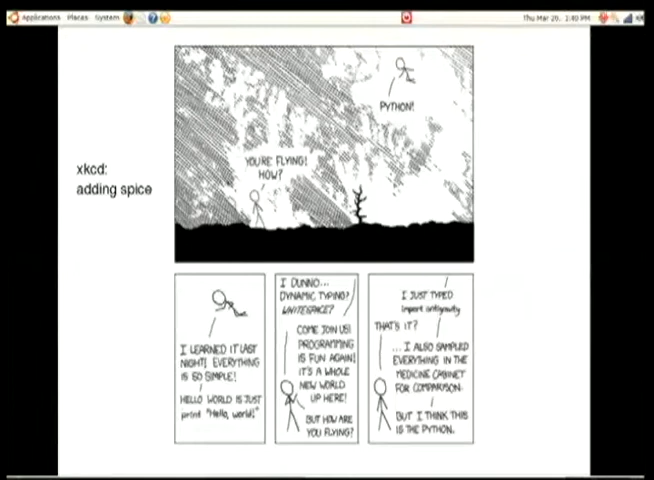 Applications Places System
Thu Mar 20, 1:40 PM
xkcd:
adding spice
PYTHON!
YOU'RE FLYING!
HOW?
I LEARNED IT LAST
NIGHT! EVERYTHING
IS SO SIMPLE!
HELLO WORLD IS JUST
print "Hello, world!"
I DUNNO...
DYNAMIC TYPING?
WHITESPACE?
COME JOIN US!
PROGRAMMING
IS FUN AGAIN!
IT'S A WHOLE
NEW WORLD
UP HERE!
BUT HOW ARE
YOU FLYING?
I JUST TYPED
import antigravity
THAT'S IT?
... I ALSO SAMPLED
EVERYTHING IN THE
MEDICINE CABINET
FOR COMPARISON.
BUT I THINK THIS
IS THE PYTHON.